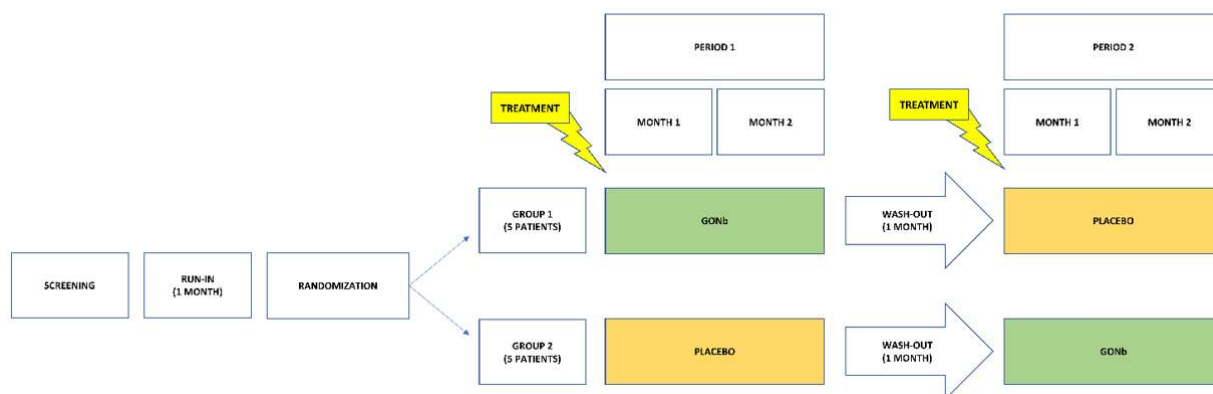 PERIOD 1
PERIOD 2
TREATMENT
MONTH 1
MONTH 2
TREATMENT
MONTH 1
MONTH 2
GROUP 1
(5 PATIENTS)
GONb
WASH-OUT
(1 MONTH)
PLACEBO
SCREENING
RUN-IN
(1 MONTH)
RANDOMIZATION
GROUP 2
(5 PATIENTS)
PLACEBO
WASH-OUT
(1 MONTH)
GONb